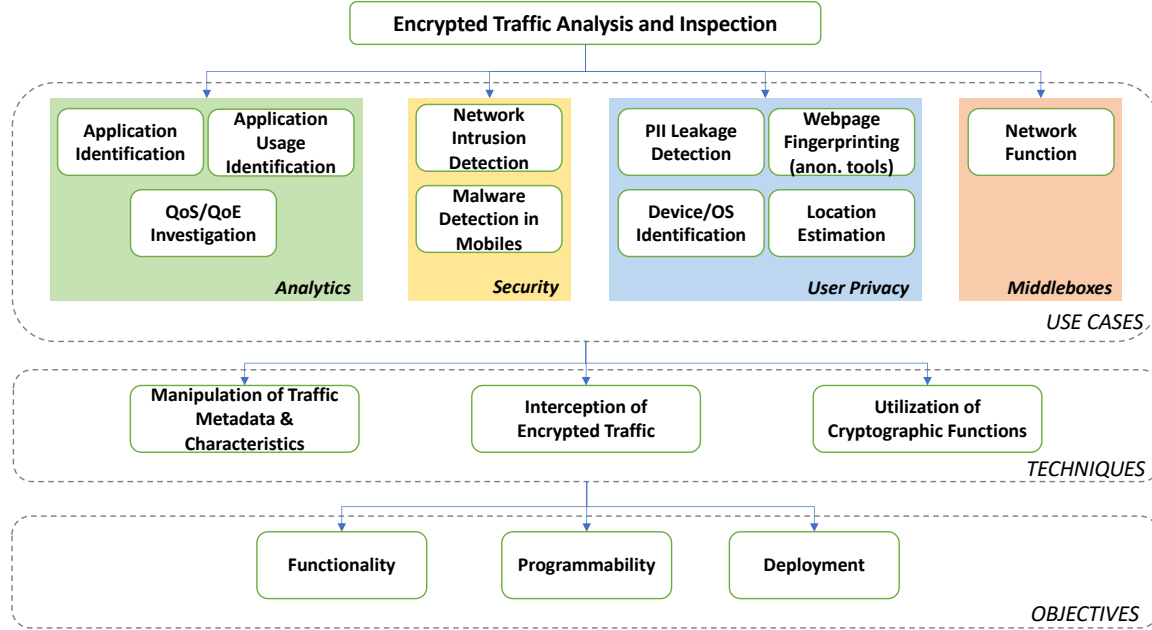 Encrypted Traffic Analysis and Inspection
Application
Identification
Application
Usage
Identification
QoS/QoE
Investigation
Analytics
Network
Intrusion
Detection
Malware
Detection in
Mobiles
Security
PII Leakage
Detection
Webpage
Fingerprinting
(anon. tools)
Device/OS
Identification
Location
Estimation
User Privacy
Network
Function
Middleboxes
USE CASES
Manipulation of Traffic
Metadata &
Characteristics
Interception of
Encrypted Traffic
Utilization of
Cryptographic Functions
TECHNIQUES
Functionality
Programmability
Deployment
OBJECTIVES